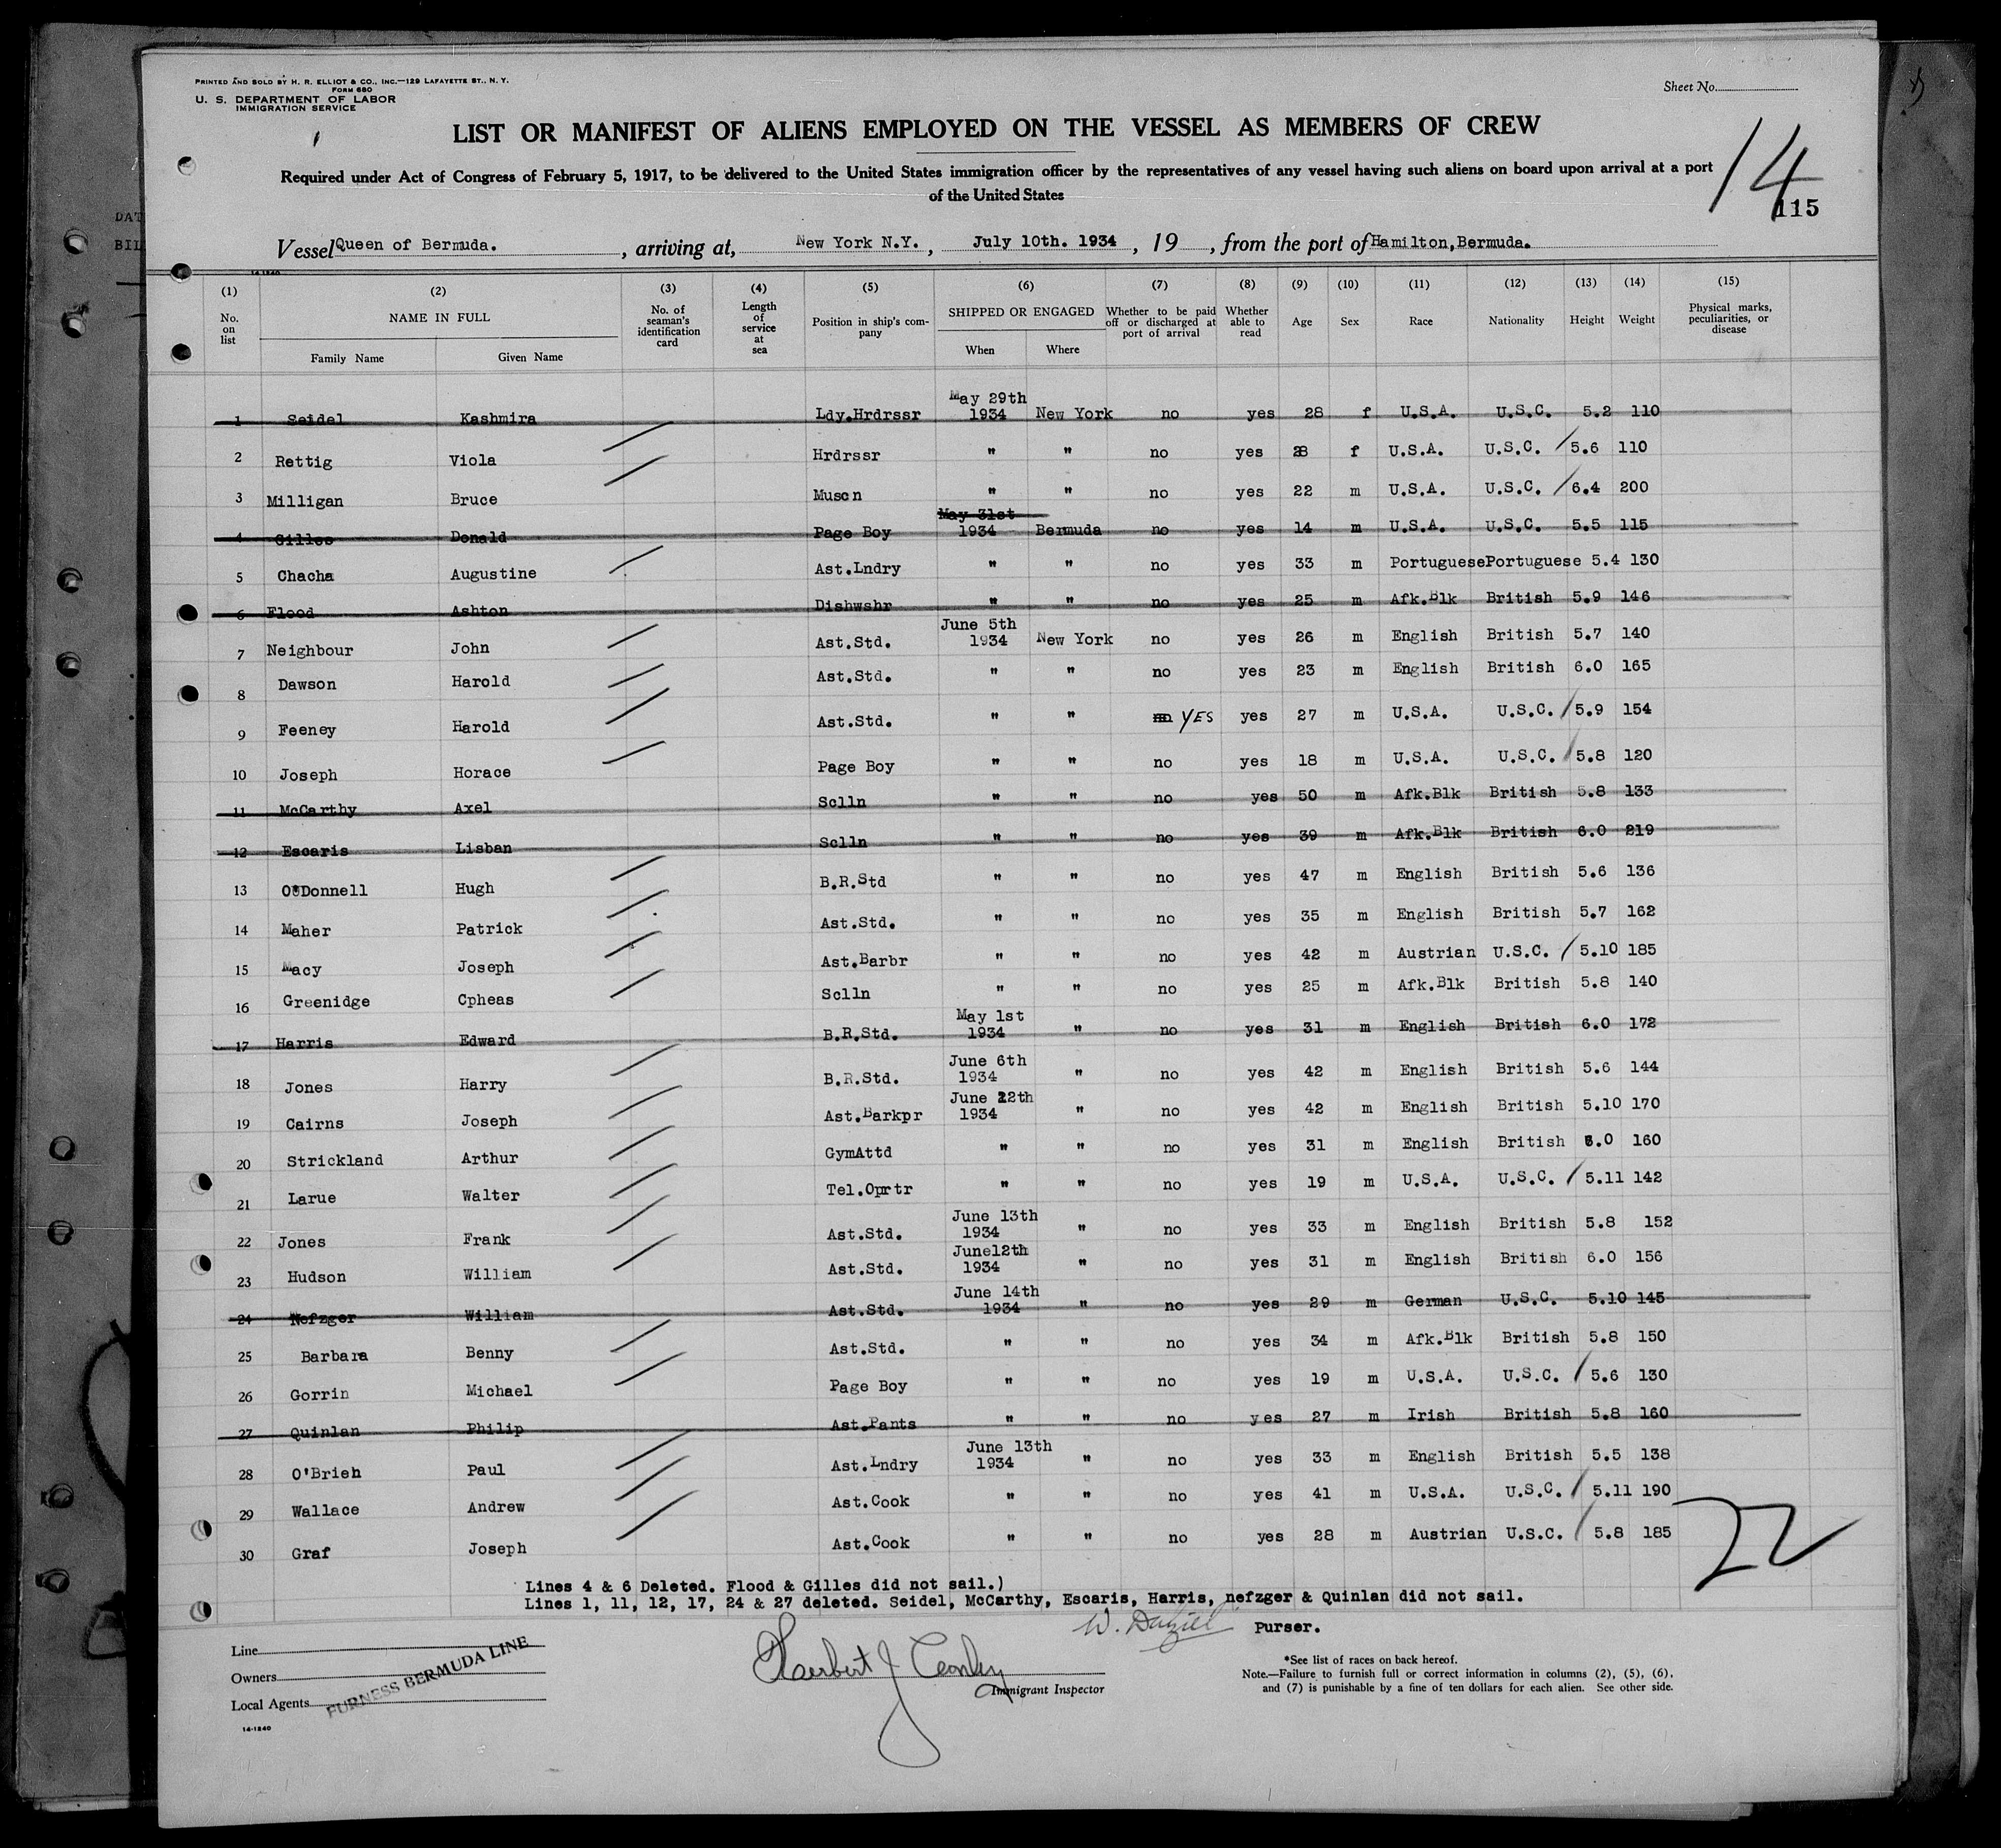 PRINTED AND SOLD BY H. R. ELLIOT & CO., INC.—129 LAFAYETTE ST., N. Y.
FORM 680
U. S. DEPARTMENT OF LABOR
IMMIGRATION SERVICE
Sheet No.
LIST OR MANIFEST OF ALIENS EMPLOYED ON THE VESSEL AS MEMBERS OF CREW
Required under Act of Congress of February 5, 1917, to be delivered to the United States immigration officer by the representatives of any vessel having such aliens on board upon arrival at a port
of the United States
14
115
DAT
BIL
Vessel Queen of Bermuda. , arriving at, New York N.Y. , July 10th. 1934 , 19 , from the port of Hamilton,Bermuda.
14-1240
(1) (2) (3) (4) (5) (6) (7) (8) (9) (10) (11) (12) (13) (14) (15)
No. on list NAME IN FULL Family Name Given Name No. of seaman's identification card Length of service at sea Position in ship's company SHIPPED OR ENGAGED When Where Whether to be paid off or discharged at port of arrival Whether able to read Age Sex Race Nationality Height Weight Physical marks, peculiarities, or disease
1 Seidel Kashmira Ldy.Hrdrssr May 29th 1934 New York no yes 28 f U.S.A. U.S.C. 5.2 110
2 Rettig Viola Hrdrssr " " no yes 28 f U.S.A. U.S.C. 5.6 110
3 Milligan Bruce Muscn " " no yes 22 m U.S.A. U.S.C. 6.4 200
4 Gilles Donald Page Boy May 31st 1934 Bermuda no yes 14 m U.S.A. U.S.C. 5.5 115
5 Chacha Augustine Ast.Lndry " " no yes 33 m Portuguese Portuguese 5.4 130
6 Flood Ashton Dishwshr " " no yes 25 m Afk.Blk British 5.9 146
7 Neighbour John Ast.Std. June 5th 1934 New York no yes 26 m English British 5.7 140
8 Dawson Harold Ast.Std. " " no yes 23 m English British 6.0 165
9 Feeney Harold Ast.Std. " " YES yes 27 m U.S.A. U.S.C. 5.9 154
10 Joseph Horace Page Boy " " no yes 18 m U.S.A. U.S.C. 5.8 120
11 McCarthy Axel Sclln " " no yes 50 m Afk.Blk British 5.8 133
12 Escaris Lisban Sclln " " no yes 39 m Afk.Blk British 6.0 219
13 O'Donnell Hugh B.R.Std " " no yes 47 m English British 5.6 136
14 Maher Patrick Ast.Std. " " no yes 35 m English British 5.7 162
15 Macy Joseph Ast.Barbr " " no yes 42 m Austrian U.S.C. 5.10 185
16 Greenidge Cpheas Sclln " " no yes 25 m Afk.Blk British 5.8 140
17 Harris Edward B.R.Std. May 1st 1934 " no yes 31 m English British 6.0 172
18 Jones Harry B.R.Std. June 6th 1934 " no yes 42 m English British 5.6 144
19 Cairns Joseph Ast.Barkpr June 12th 1934 " no yes 42 m English British 5.10 170
20 Strickland Arthur GymAttd " " no yes 31 m English British 6.0 160
21 Larue Walter Tel.Oprtr " " no yes 19 m U.S.A. U.S.C. 5.11 142
22 Jones Frank Ast.Std. June 13th 1934 " no yes 33 m English British 5.8 152
23 Hudson William Ast.Std. June12th 1934 " no yes 31 m English British 6.0 156
24 Nefzger William Ast.Std. June 14th 1934 " no yes 29 m German U.S.C. 5.10 145
25 Barbara Benny Ast.Std. " " no yes 34 m Afk.Blk British 5.8 150
26 Gorrin Michael Page Boy " " no yes 19 m U.S.A. U.S.C. 5.6 130
27 Quinlan Philip Ast.Pants " " no yes 27 m Irish British 5.8 160
28 O'Brieh Paul Ast.Lndry June 13th 1934 " no yes 33 m English British 5.5 138
29 Wallace Andrew Ast.Cook " " no yes 41 m U.S.A. U.S.C. 5.11 190
30 Graf Joseph Ast.Cook " " no yes 28 m Austrian U.S.C. 5.8 185
22
Lines 4 & 6 Deleted. Flood & Gilles did not sail.)
Lines 1, 11, 12, 17, 24 & 27 deleted. Seidel, McCarthy, Escaris, Harris, nefzger & Quinlan did not sail.
W. Dalziel Purser.
Line
Owners
Local Agents
FURNESS BERMUDA LINE
14-1240
Herbert J
Immigrant Inspector
*See list of races on back hereof.
Note.—Failure to furnish full or correct information in columns (2), (5), (6),
and (7) is punishable by a fine of ten dollars for each alien. See other side.